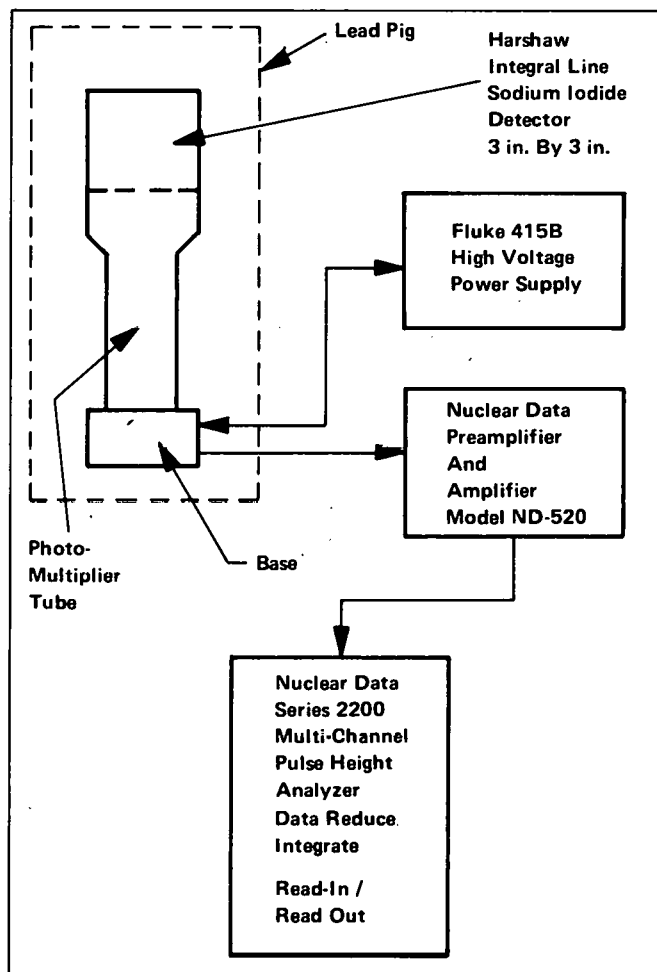 Lead Pig
Harshaw
Integral Line
Sodium Iodide
Detector
3 in. By 3 in.
Fluke 415B
High Voltage
Power Supply
Nuclear Data
Preamplifier
And
Amplifier
Model ND-520
Photo-
Multiplier
Tube
Base
Nuclear Data
Series 2200
Multi-Channel
Pulse Height
Analyzer
Data Reduce
Integrate
Read-In /
Read Out